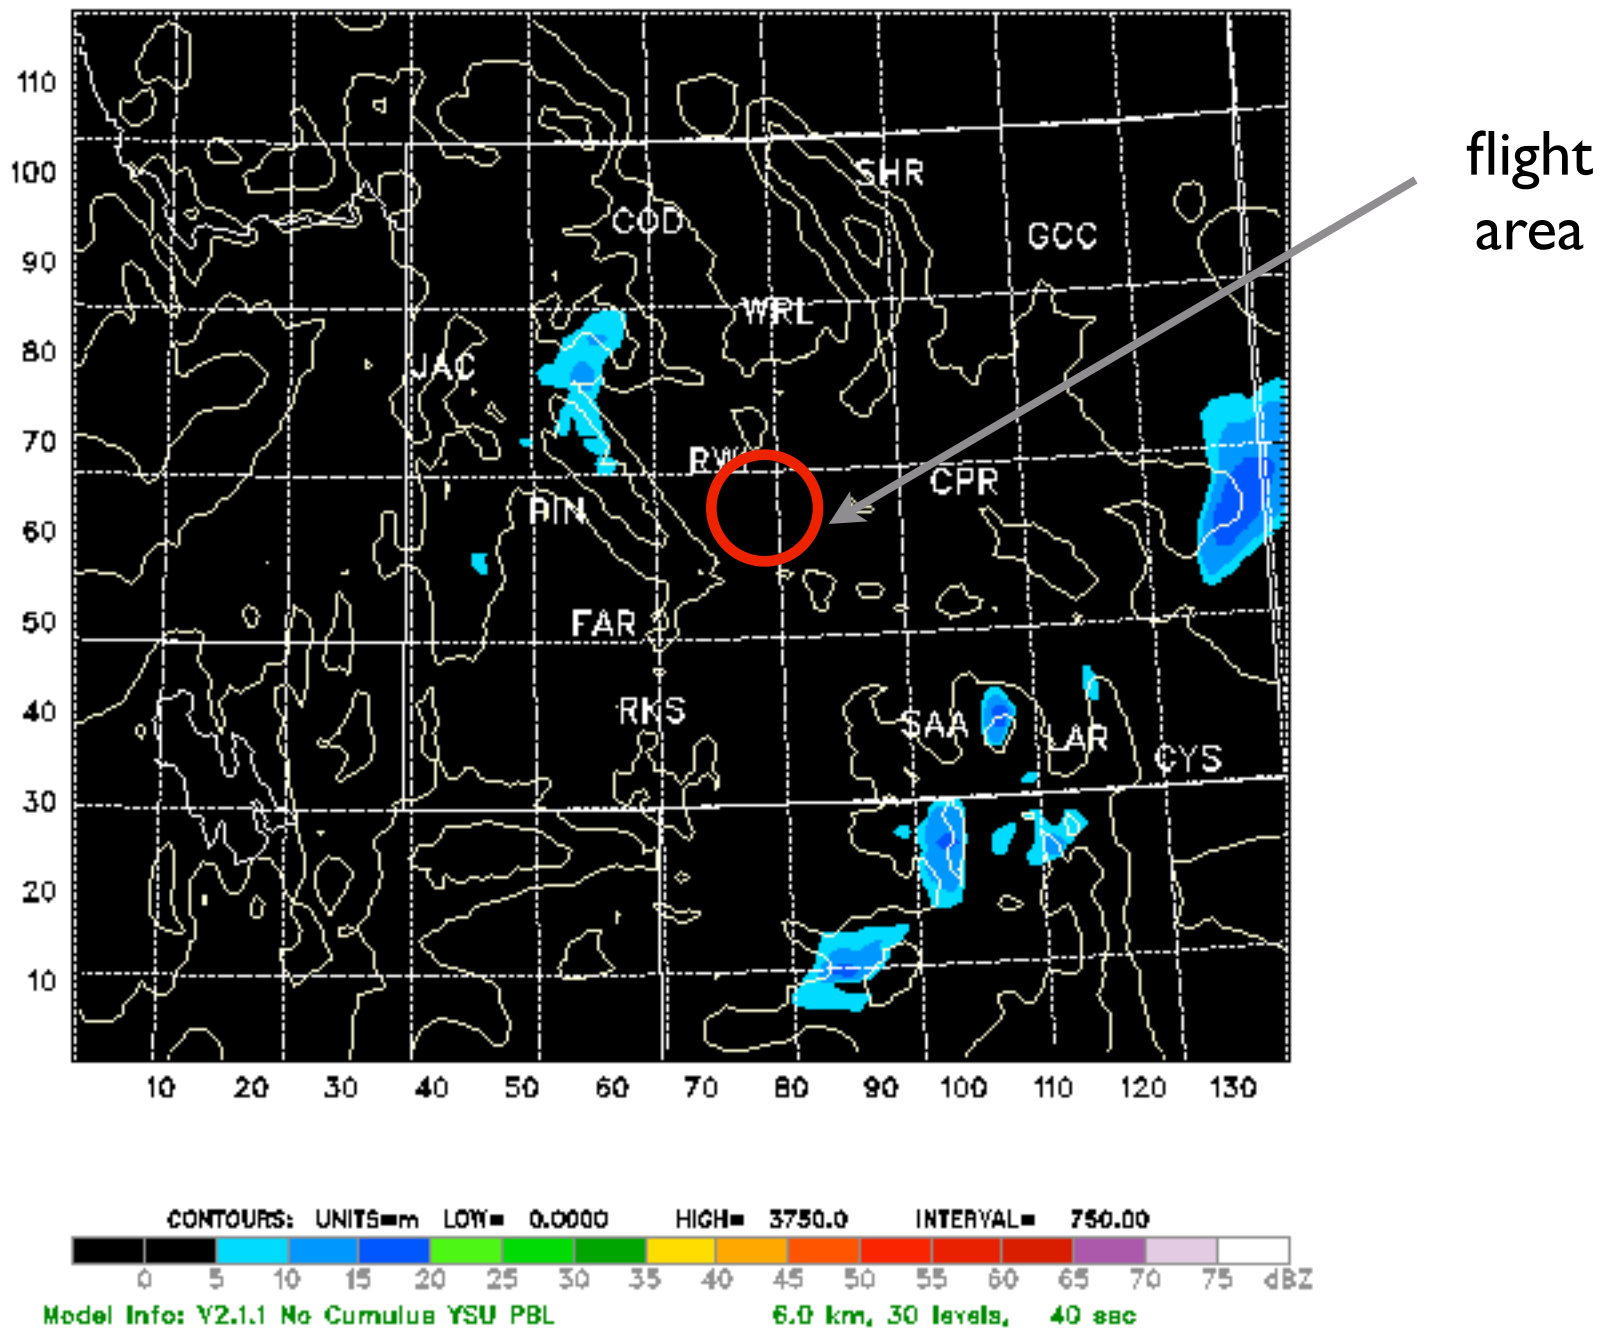 flight
area
110
100
90
80
70
60
50
40
30
20
10
SHR
COD
GCC
WRL
JAC
RWI
CPR
PIN
FAR
RKS
SAA
LAR
CYS
10 20 30 40 50 60 70 80 90 100 110 120 130
CONTOURS: UNITS=m LOW= 0.0000 HIGH= 3750.0 INTERVAL= 750.00
0 5 10 15 20 25 30 35 40 45 50 55 60 65 70 75 dBZ
Model Info: V2.1.1 No Cumulus YSU PBL 6.0 km, 30 levels, 40 sec